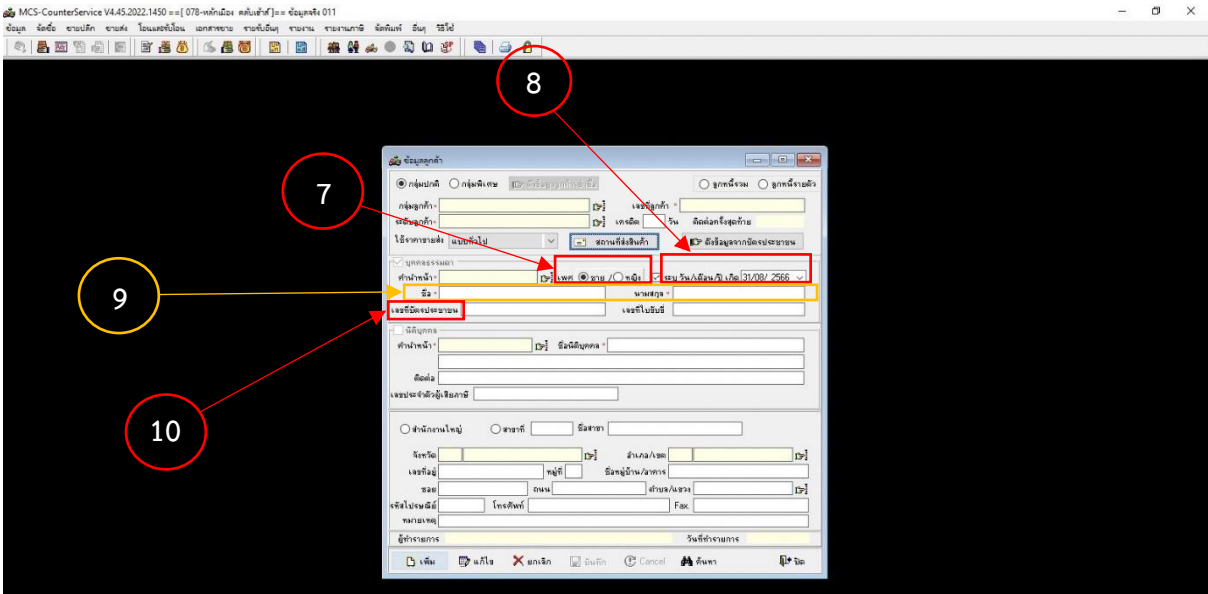 MCS-CounterService V4.45.2022.1450 ==[ 078-หลักเมือง ตลับเช้าส์ ]== ข้อมูลจริง 011
ข้อมูล จัดซื้อ ขายปลีก ขายส่ง โอนและรับโอน เอกสารขาย รายรับอื่นๆ รายงาน รายงานภาษี จัดพิมพ์ อื่นๆ วิธีใช้
8
7
9
10
ข้อมูลลูกค้า
กลุ่มปกติ กลุ่มพิเศษ ลูกหนี้รวม ลูกหนี้รายตัว
กลุ่มลูกค้า* เลขที่ลูกค้า *
ระดับลูกค้า* เครดิต วัน ติดต่อครั้งสุดท้าย
ใช้ราคาขายส่ง แบบทั่วไป สถานที่ส่งสินค้า ดึงข้อมูลจากบัตรประชาชน
บุคคลธรรมดา
คำนำหน้า* เพศ ชาย / หญิง ระบุ วัน/เดือน/ปี เกิด 31/08/ 2566
ชื่อ * นามสกุล *
เลขที่บัตรประชาชน เลขที่ใบขับขี่
นิติบุคคล
คำนำหน้า* ชื่อนิติบุคคล *
ติดต่อ
เลขประจำตัวผู้เสียภาษี
สำนักงานใหญ่ สาขาที่ ชื่อสาขา
จังหวัด อำเภอ/เขต
เลขที่อยู่ หมู่ที่ ชื่อหมู่บ้าน/อาคาร
ซอย ถนน ตำบล/แขวง
รหัสไปรษณีย์ โทรศัพท์ Fax.
หมายเหตุ
ผู้ทำรายการ วันที่ทำรายการ
เพิ่ม แก้ไข ยกเลิก บันทึก Cancel ค้นหา ปิด